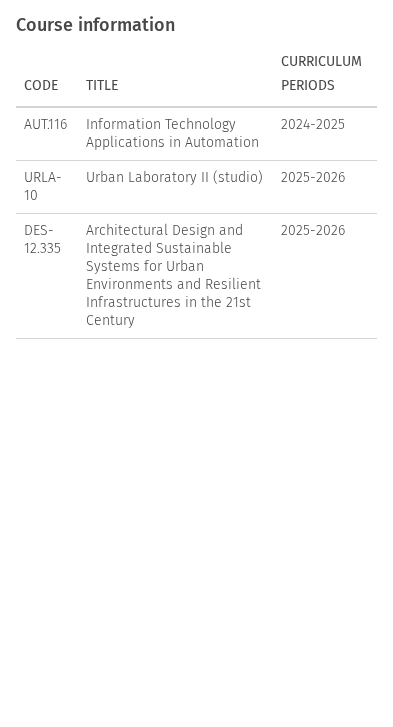 Course information
CODE TITLE CURRICULUM PERIODS
AUT.116 Information Technology 2024-2025
Applications in Automation
URLA- Urban Laboratory II (studio) 2025-2026
10
DES- Architectural Design and 2025-2026
12.335 Integrated Sustainable
Systems for Urban
Environments and Resilient
Infrastructures in the 21st
Century